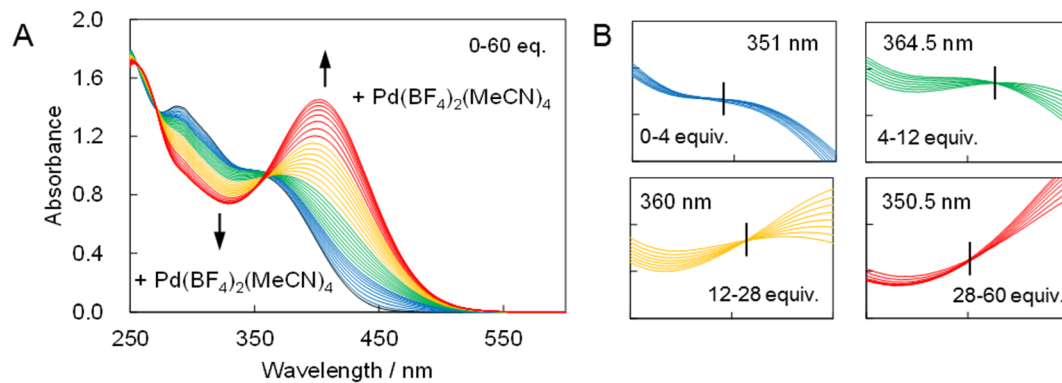 A
2.0
1.6
1.2
0.8
0.4
0.0
Absorbance
0-60 eq.
+ Pd(BF₄)₂(MeCN)₄
+ Pd(BF₄)₂(MeCN)₄
250
350
450
550
Wavelength / nm
B
351 nm
0-4 equiv.
364.5 nm
4-12 equiv.
360 nm
12-28 equiv.
350.5 nm
28-60 equiv.